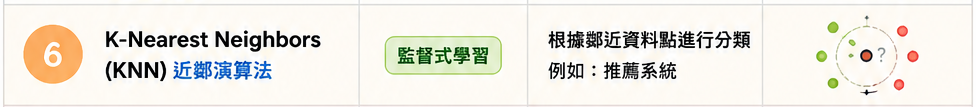 6
K-Nearest Neighbors
(KNN) 近鄰演算法
監督式學習
根據鄰近資料點進行分類
例如：推薦系統
?